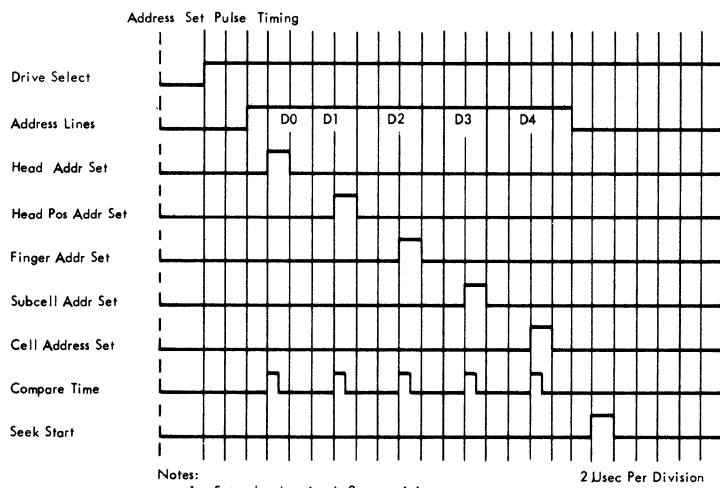 Address Set Pulse Timing
Drive Select
Address Lines
D0 D1 D2 D3 D4
Head Addr Set
Head Pos Addr Set
Finger Addr Set
Subcell Addr Set
Cell Address Set
Compare Time
Seek Start
Notes:
2 μsec Per Division